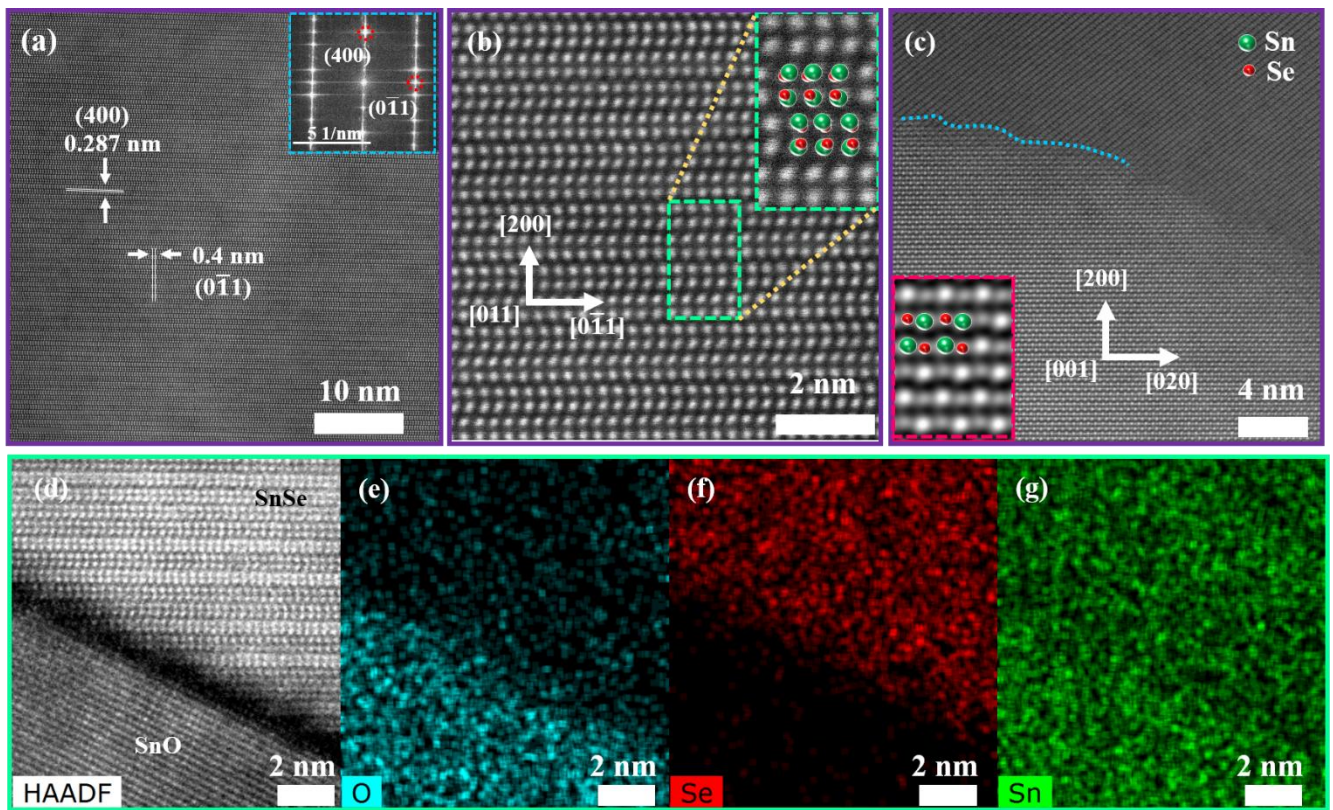 (a)
(400)
(01̅1)
5 1/nm
(400)
0.287 nm
0.4 nm
(01̅1)
10 nm
(b)
[200]
[011]
[01̅1]
2 nm
(c)
Sn
Se
[200]
[001]
[020]
4 nm
(d)
SnSe
SnO
2 nm
HAADF
(e)
2 nm
O
(f)
2 nm
Se
(g)
2 nm
Sn